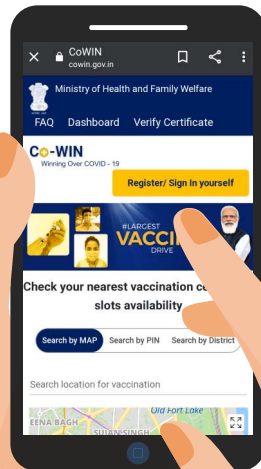 CoWIN
cowin.gov.in
Ministry of Health and Family Welfare
FAQ Dashboard Verify Certificate
Co-WIN
Winning Over COVID - 19
Register/ Sign In yourself
#LARGEST
VACCI
DRIVE
Check your nearest vaccination c
slots availability
Search by MAP Search by PIN Search by District
Search location for vaccination
Old Fort Lake
EENA BAGH
SUJAN SINGH